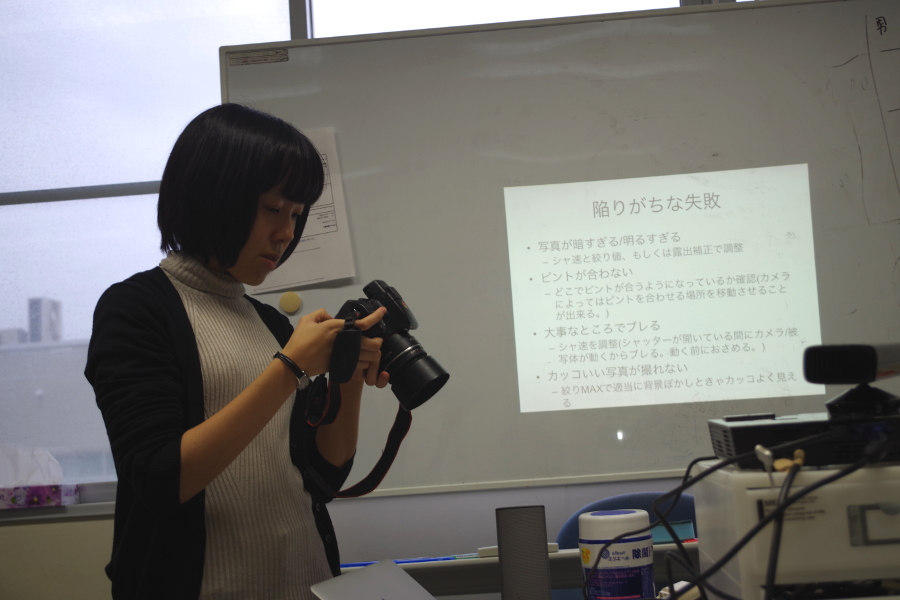 陥りがちな失敗
• 写真が暗すぎる/明るすぎる
– シャ速と絞り値、もしくは露出補正で調整
• ピントが合わない
– どこでピントが合うようになっているか確認(カメラ
によってはピントを合わせる場所を移動させること
が出来る。)
• 大事なところでブレる
– シャ速を調整(シャッターが開いている間にカメラ/被
写体が動くからブレる。動く前におさめる。)
• カッコいい写真が撮れない
– 絞りMAXで適当に背景ぼかしときゃカッコよく見え
る
除菌